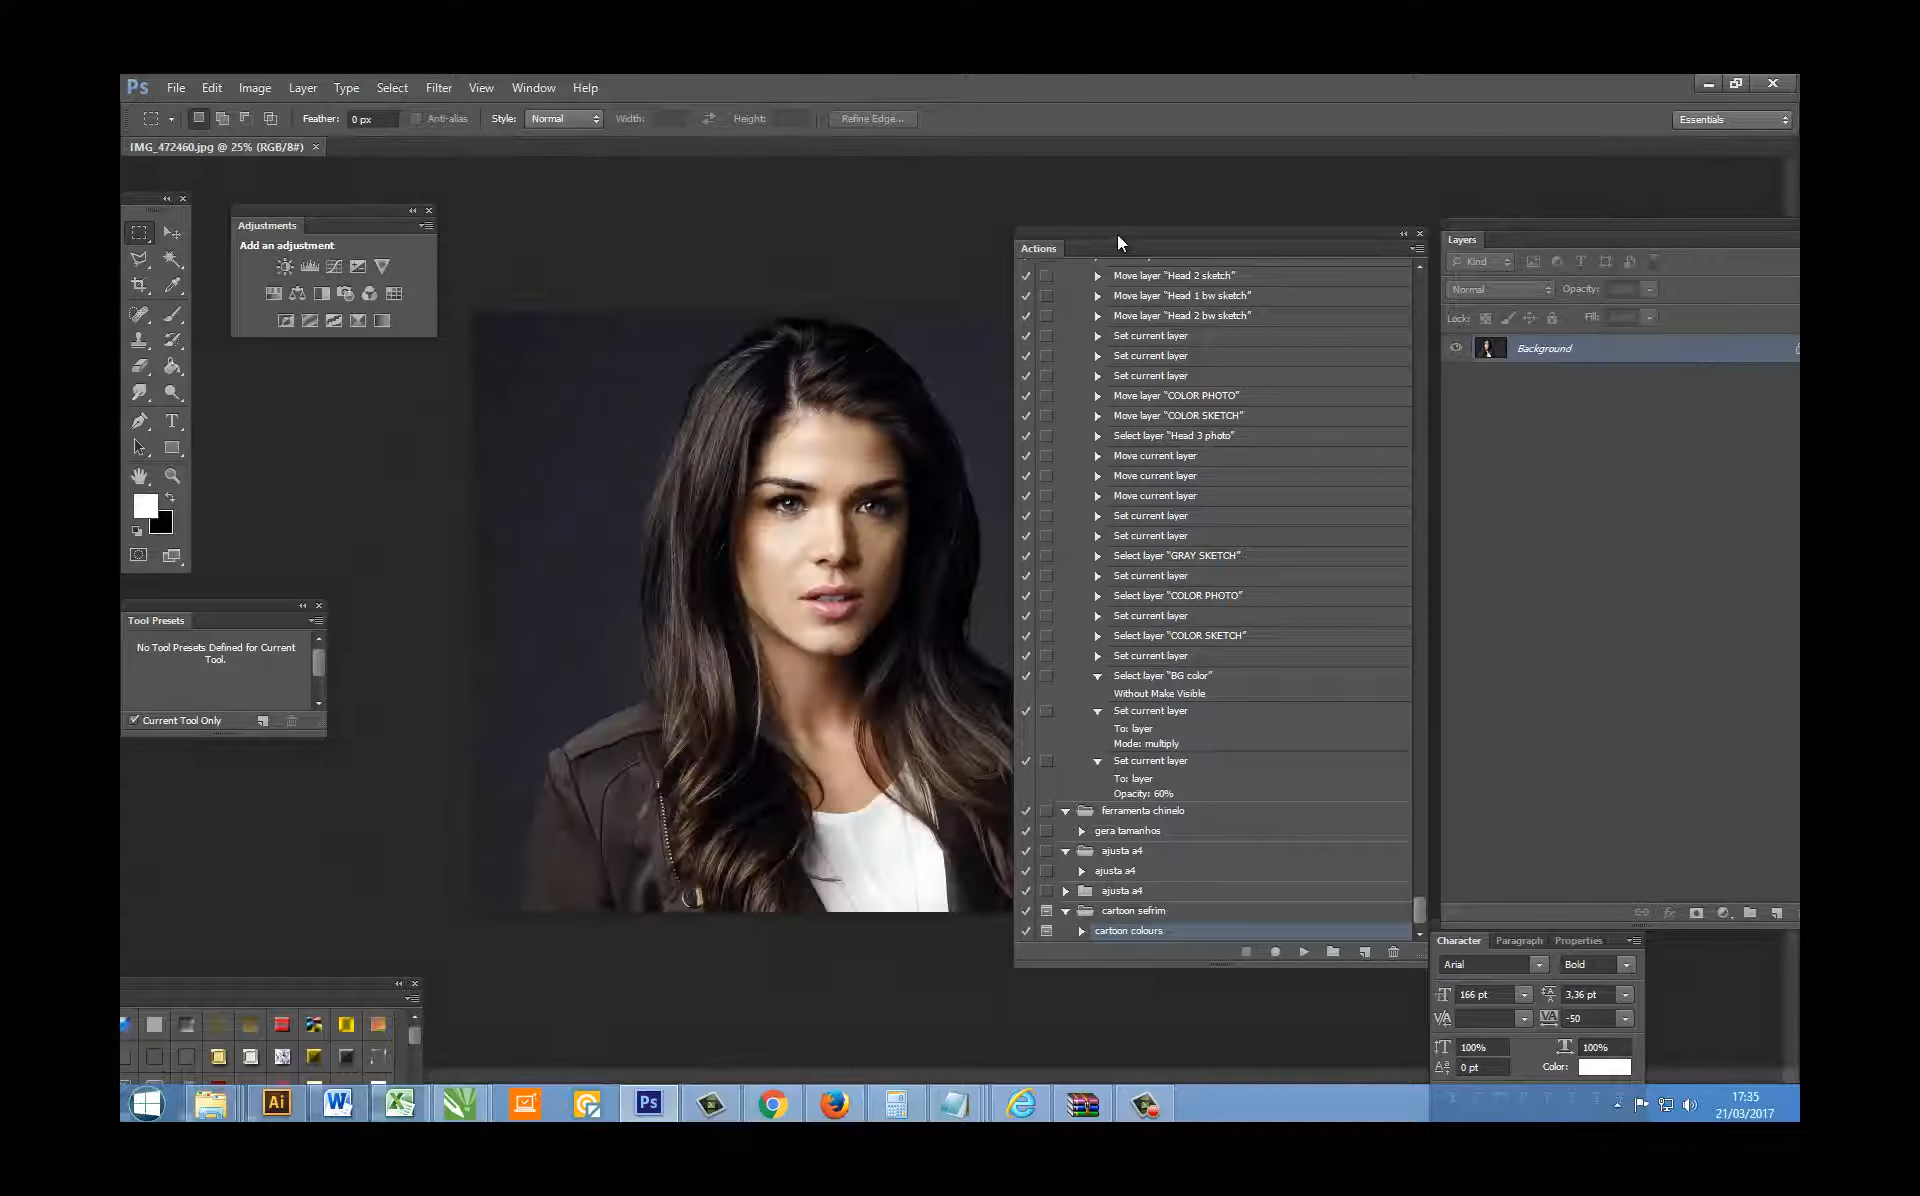 Ps File Edit Image Layer Type Select Filter View Window Help
Feather: 0 px Anti-alias Style: Normal Width: Height: Refine Edge... Essentials
IMG_472460.jpg @ 25% (RGB/8#)
Adjustments
Add an adjustment
Tool Presets
No Tool Presets Defined for Current
Tool.
Current Tool Only
Actions
Move layer “Head 2 sketch”
Move layer “Head 1 bw sketch”
Move layer “Head 2 bw sketch”
Set current layer
Set current layer
Set current layer
Move layer “COLOR PHOTO”
Move layer “COLOR SKETCH”
Select layer “Head 3 photo”
Move current layer
Move current layer
Move current layer
Set current layer
Set current layer
Select layer “GRAY SKETCH”
Set current layer
Select layer “COLOR PHOTO”
Set current layer
Select layer “COLOR SKETCH”
Set current layer
Select layer “BG color”
Without Make Visible
Set current layer
To: layer
Mode: multiply
Set current layer
To: layer
Opacity: 60%
ferramenta chinelo
gera tamanhos
ajusta a4
ajusta a4
ajusta a4
cartoon sefrim
cartoon colours
Layers
Kind
Normal Opacity:
Lock: Fill:
Background
Character Paragraph Properties
Arial Bold
166 pt 3,36 pt
-50
100% 100%
0 pt Color:
Ai W X Ps
17:35
21/03/2017